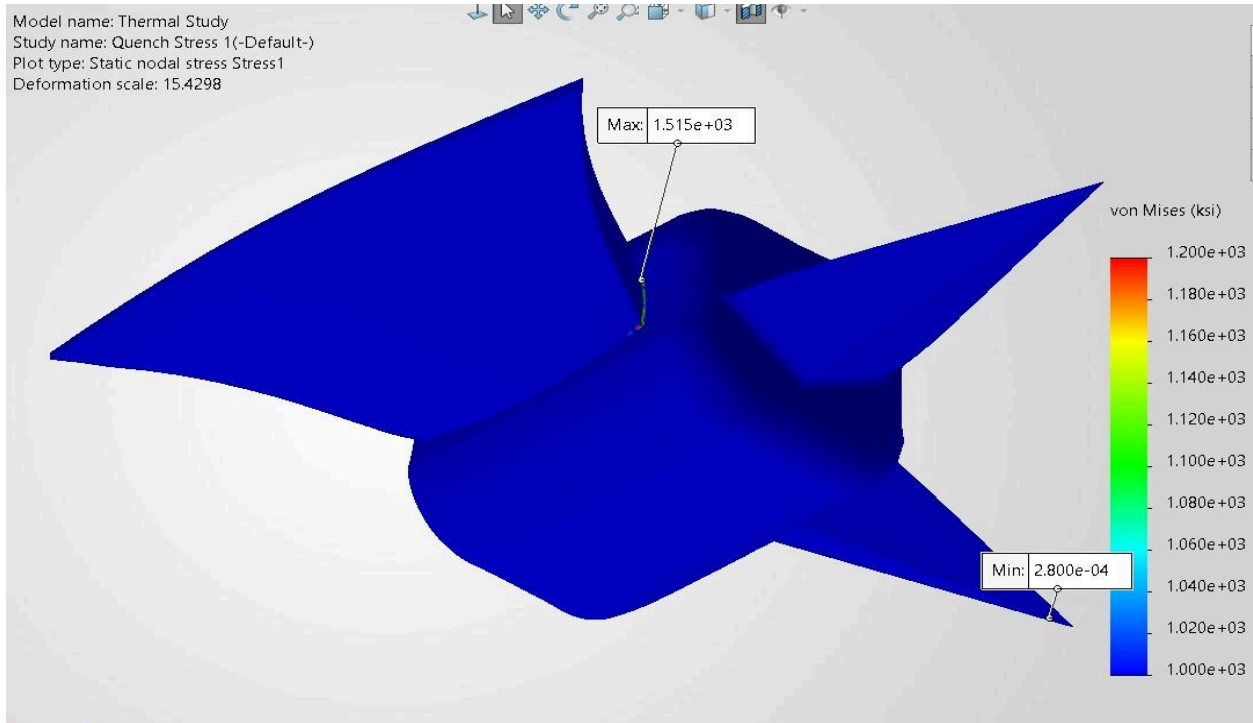 Model name: Thermal Study
Study name: Quench Stress 1(-Default-)
Plot type: Static nodal stress Stress1
Deformation scale: 15.4298
Max: 1.515e+03
von Mises (ksi)
1.200e+03
1.180e+03
1.160e+03
1.140e+03
1.120e+03
1.100e+03
1.080e+03
1.060e+03
1.040e+03
1.020e+03
1.000e+03
Min: 2.800e-04